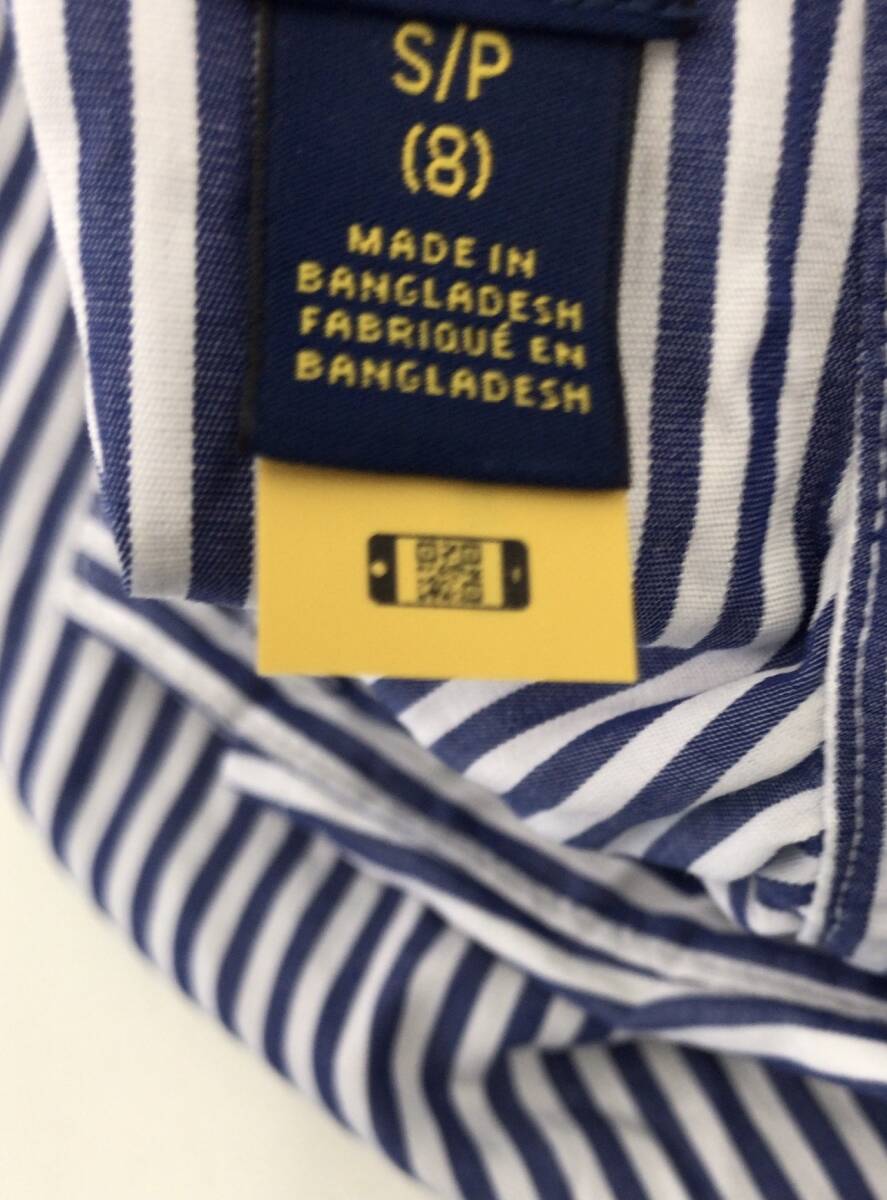 S/P
(8)
MADE IN
BANGLADESH
FABRIQUÉ EN
BANGLADESH